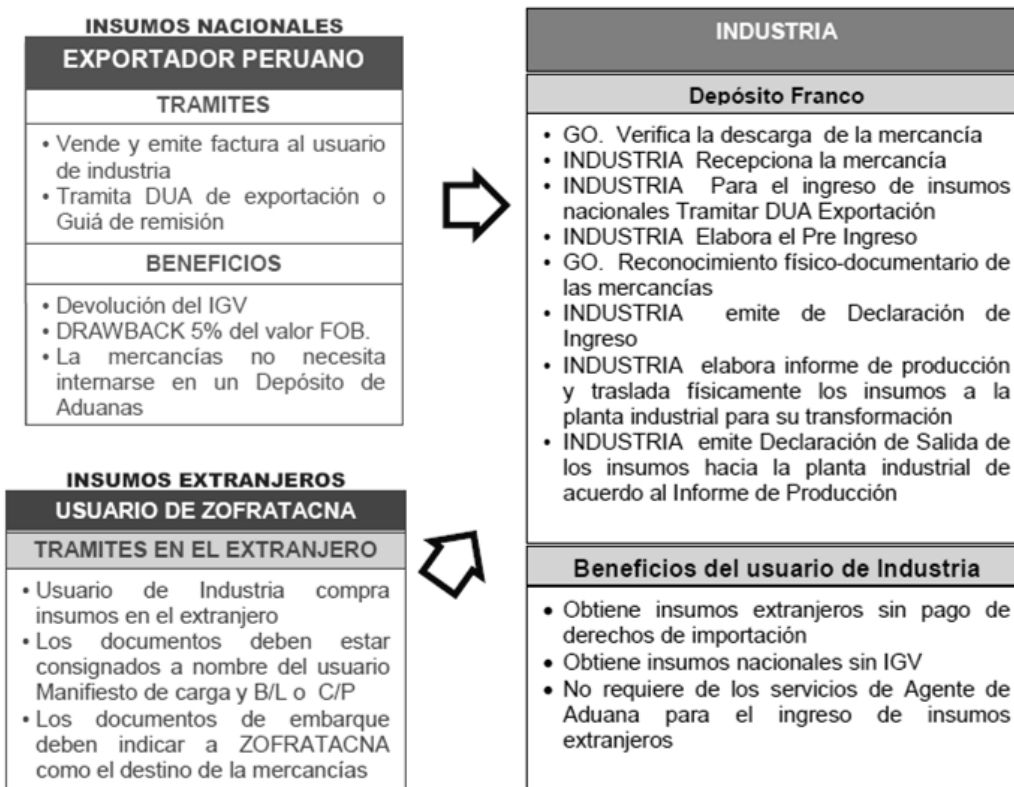 INSUMOS NACIONALES
EXPORTADOR PERUANO
TRAMITES
• Vende y emite factura al usuario
de industria
• Tramita DUA de exportación o
Guiá de remisión
BENEFICIOS
• Devolución del IGV
• DRAWBACK 5% del valor FOB.
• La mercancías no necesita
internarse en un Depósito de
Aduanas
INSUMOS EXTRANJEROS
USUARIO DE ZOFRATACNA
TRAMITES EN EL EXTRANJERO
• Usuario de Industria compra
insumos en el extranjero
• Los documentos deben estar
consignados a nombre del usuario
Manifiesto de carga y B/L o C/P
• Los documentos de embarque
deben indicar a ZOFRATACNA
como el destino de la mercancías
INDUSTRIA
Depósito Franco
• GO. Verifica la descarga de la mercancía
• INDUSTRIA Recepciona la mercancía
• INDUSTRIA Para el ingreso de insumos
nacionales Tramitar DUA Exportación
• INDUSTRIA Elabora el Pre Ingreso
• GO. Reconocimiento físico-documentario de
las mercancías
• INDUSTRIA emite de Declaración de
Ingreso
• INDUSTRIA elabora informe de producción
y traslada físicamente los insumos a la
planta industrial para su transformación
• INDUSTRIA emite Declaración de Salida de
los insumos hacia la planta industrial de
acuerdo al Informe de Producción
Beneficios del usuario de Industria
• Obtiene insumos extranjeros sin pago de
derechos de importación
• Obtiene insumos nacionales sin IGV
• No requiere de los servicios de Agente de
Aduana para el ingreso de insumos
extranjeros